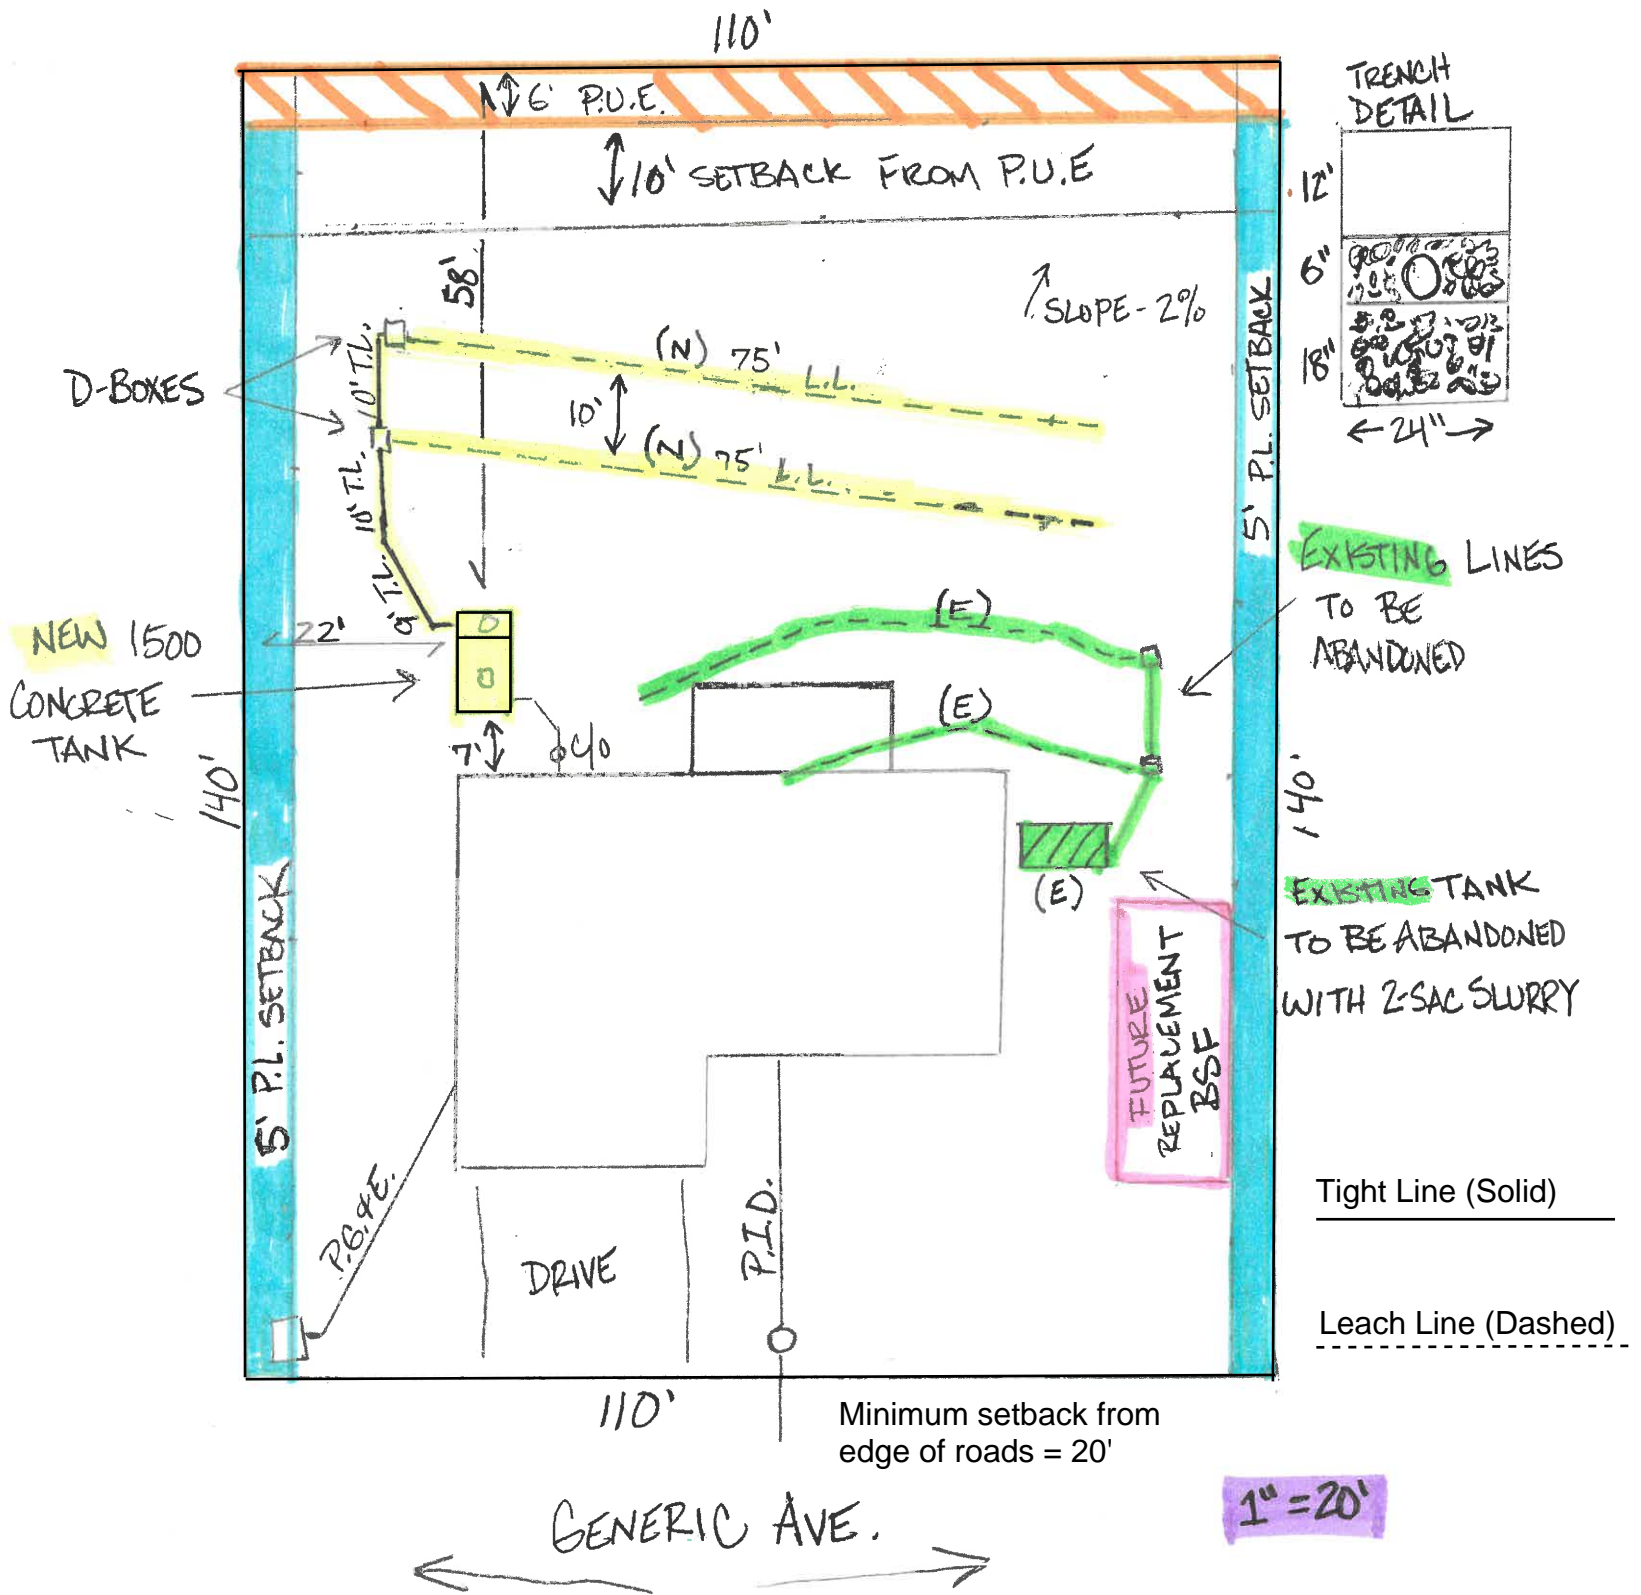 110'
6' P.U.E.
10' SETBACK FROM P.U.E
TRENCH
DETAIL
12"
6"
18"
24"
58'
SLOPE - 2%
D-BOXES
10' T.L.
(N) 75' L.L.
10'
(N) 75' L.L.
10' T.L.
9' T.L.
5' P.L. SETBACK
EXISTING LINES
TO BE
ABANDONED
NEW 1500
CONCRETE
TANK
22'
7'
C/O
(E)
(E)
140'
140'
(E)
EXISTING TANK
TO BE ABANDONED
WITH 2-SAC SLURRY
5' P.L. SETBACK
FUTURE
REPLACEMENT
BSF
P.G.&E.
DRIVE
P.I.D.
Tight Line (Solid)
Leach Line (Dashed)
110'
Minimum setback from
edge of roads = 20'
GENERIC AVE.
1" = 20'